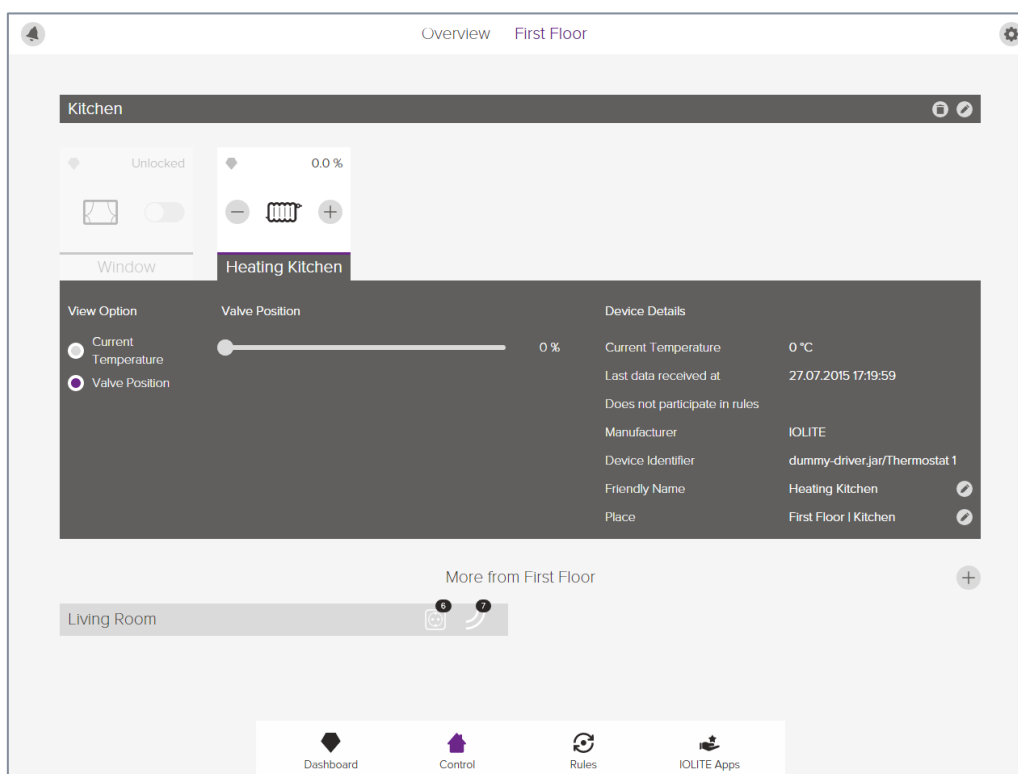 Overview First Floor
Kitchen
Unlocked
0.0 %
Window
Heating Kitchen
View Option
Current
Temperature
Valve Position
Valve Position
0 %
Device Details
Current Temperature 0 °C
Last data received at 27.07.2015 17:19:59
Does not participate in rules
Manufacturer IOLITE
Device Identifier dummy-driver.jar/Thermostat 1
Friendly Name Heating Kitchen
Place First Floor | Kitchen
More from First Floor
Living Room 6 7
Dashboard Control Rules IOLITE Apps